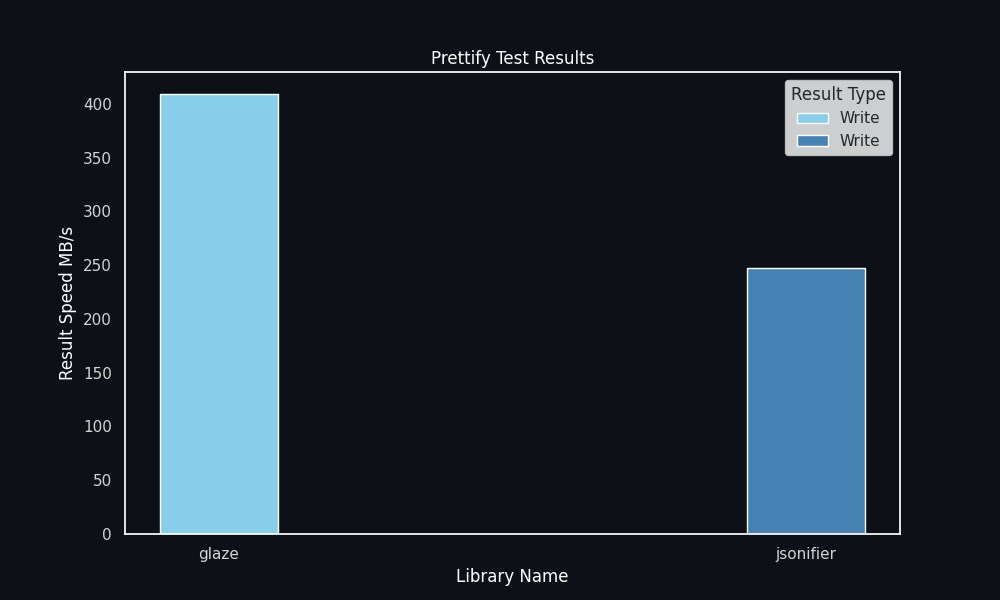 Prettify Test Results
Result Type
Write
Write
Result Speed MB/s
400
350
300
250
200
150
100
50
0
glaze
jsonifier
Library Name